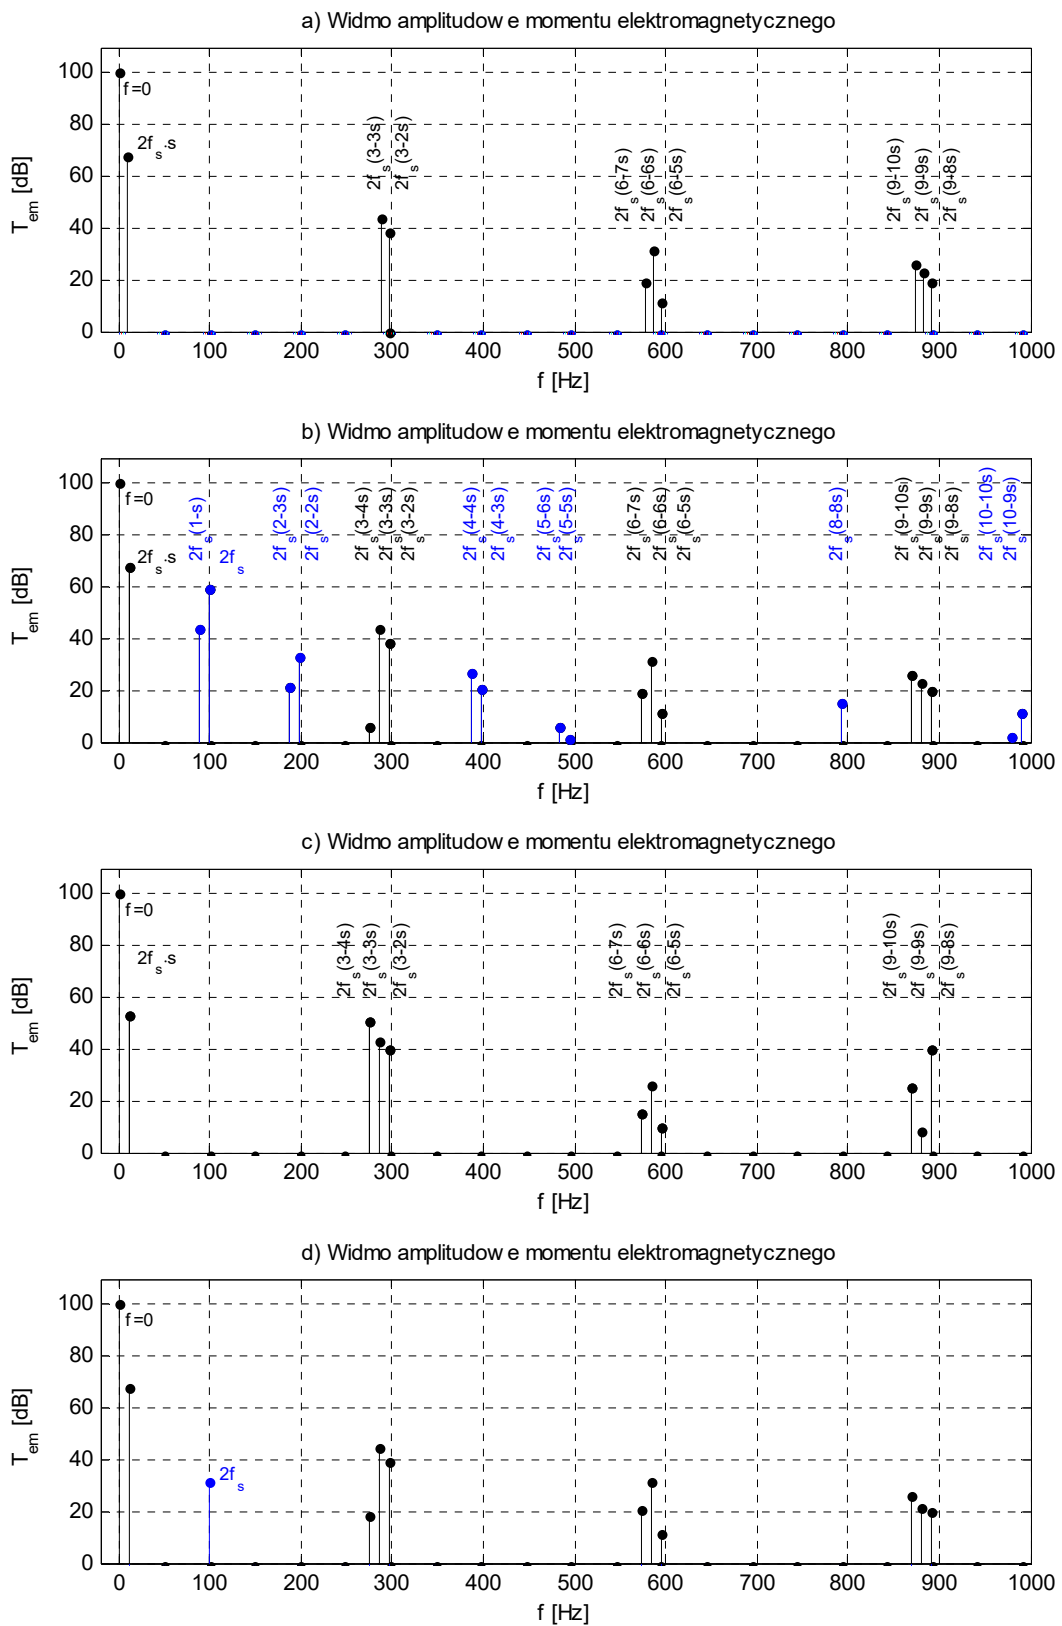 a) Widmo amplitudowe momentu elektromagnetycznego
T_em [dB]
100
80
60
40
20
0
f=0
2f_s·s
2f_s(3-3s)
2f_s(3-2s)
2f_s(6-7s)
2f_s(6-6s)
2f_s(6-5s)
2f_s(9-10s)
2f_s(9-9s)
2f_s(9-8s)
0 100 200 300 400 500 600 700 800 900 1000
f [Hz]
b) Widmo amplitudowe momentu elektromagnetycznego
T_em [dB]
100
80
60
40
20
0
f=0
2f_s·s
2f_s(1-s)
2f_s
2f_s(2-3s)
2f_s(2-2s)
2f_s(3-4s)
2f_s(3-3s)
2f_s(3-2s)
2f_s(4-4s)
2f_s(4-3s)
2f_s(5-6s)
2f_s(5-5s)
2f_s(6-7s)
2f_s(6-6s)
2f_s(6-5s)
2f_s(8-8s)
2f_s(9-10s)
2f_s(9-9s)
2f_s(9-8s)
2f_s(10-10s)
2f_s(10-9s)
0 100 200 300 400 500 600 700 800 900 1000
f [Hz]
c) Widmo amplitudowe momentu elektromagnetycznego
T_em [dB]
100
80
60
40
20
0
f=0
2f_s·s
2f_s(3-4s)
2f_s(3-3s)
2f_s(3-2s)
2f_s(6-7s)
2f_s(6-6s)
2f_s(6-5s)
2f_s(9-10s)
2f_s(9-9s)
2f_s(9-8s)
0 100 200 300 400 500 600 700 800 900 1000
f [Hz]
d) Widmo amplitudowe momentu elektromagnetycznego
T_em [dB]
100
80
60
40
20
0
f=0
2f_s
0 100 200 300 400 500 600 700 800 900 1000
f [Hz]